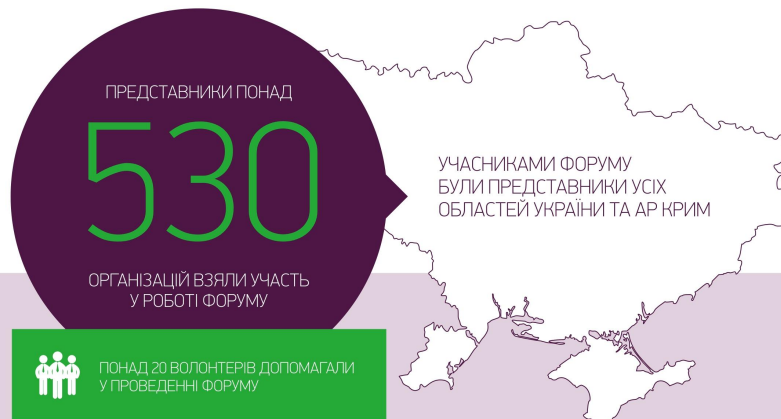 ПРЕДСТАВНИКИ ПОНАД
530
ОРГАНІЗАЦІЙ ВЗЯЛИ УЧАСТЬ
У РОБОТІ ФОРУМУ
УЧАСНИКАМИ ФОРУМУ
БУЛИ ПРЕДСТАВНИКИ УСІХ
ОБЛАСТЕЙ УКРАЇНИ ТА АР КРИМ
ПОНАД 20 ВОЛОНТЕРІВ ДОПОМАГАЛИ
У ПРОВЕДЕННІ ФОРУМУ